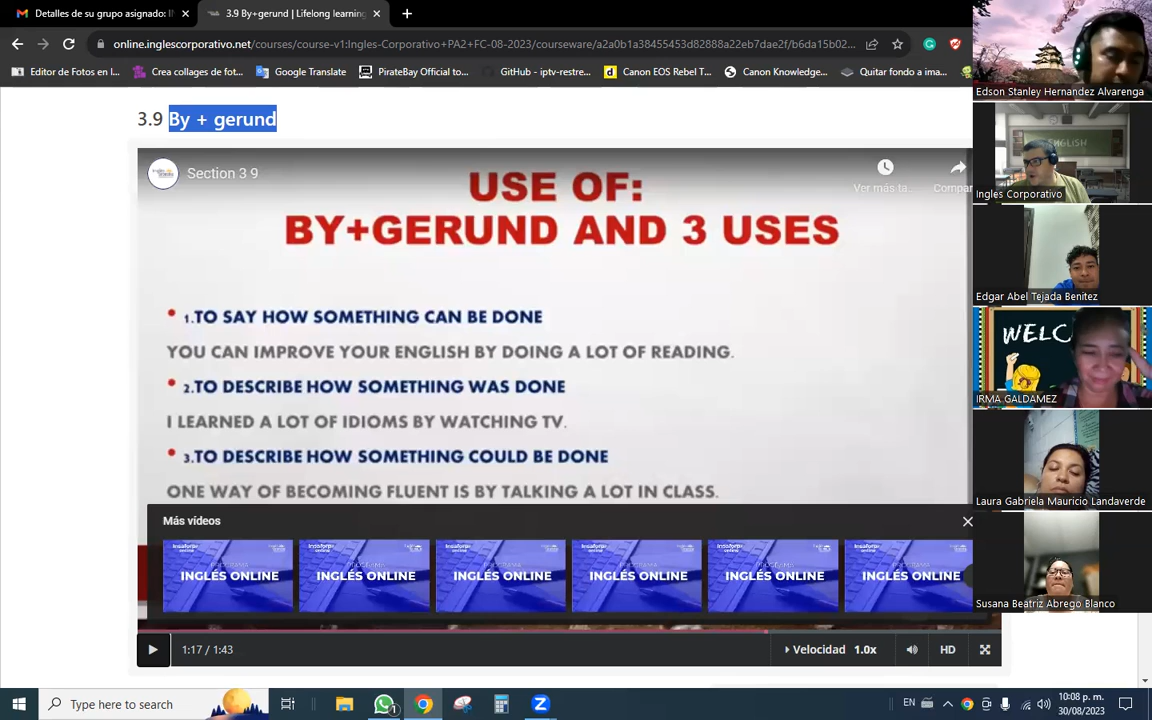 Detalles de su grupo asignado: I
3.9 By+gerund | Lifelong learning
online.inglescorporativo.net/courses/course-v1:Ingles-Corporativo+PA2+FC-08-2023/courseware/a2a0b1a38455453d82888a22eb7dae2f/b6da15b02...
Editor de Fotos en l...
Crea collages de fot...
Google Translate
PirateBay Official to...
GitHub - iptv-restre...
Canon EOS Rebel T...
Canon Knowledge...
Quitar fondo a ima...
3.9 By + gerund
Section 3 9
Ver más ta...
Compar
USE OF:
BY+GERUND AND 3 USES
• 1.TO SAY HOW SOMETHING CAN BE DONE
YOU CAN IMPROVE YOUR ENGLISH BY DOING A LOT OF READING.
• 2.TO DESCRIBE HOW SOMETHING WAS DONE
I LEARNED A LOT OF IDIOMS BY WATCHING TV.
• 3.TO DESCRIBE HOW SOMETHING COULD BE DONE
ONE WAY OF BECOMING FLUENT IS BY TALKING A LOT IN CLASS.
Más vídeos
INGLÉS ONLINE
INGLÉS ONLINE
INGLÉS ONLINE
INGLÉS ONLINE
INGLÉS ONLINE
INGLÉS ONLINE
1:17 / 1:43
Velocidad 1.0x
HD
Edson Stanley Hernandez Alvarenga
ENGLISH
Ingles Corporativo
Edgar Abel Tejada Benitez
WELC
IRMA GALDAMEZ
Laura Gabriela Mauricio Landaverde
Susana Beatriz Abrego Blanco
Type here to search
1
EN
10:08 p. m.
30/08/2023